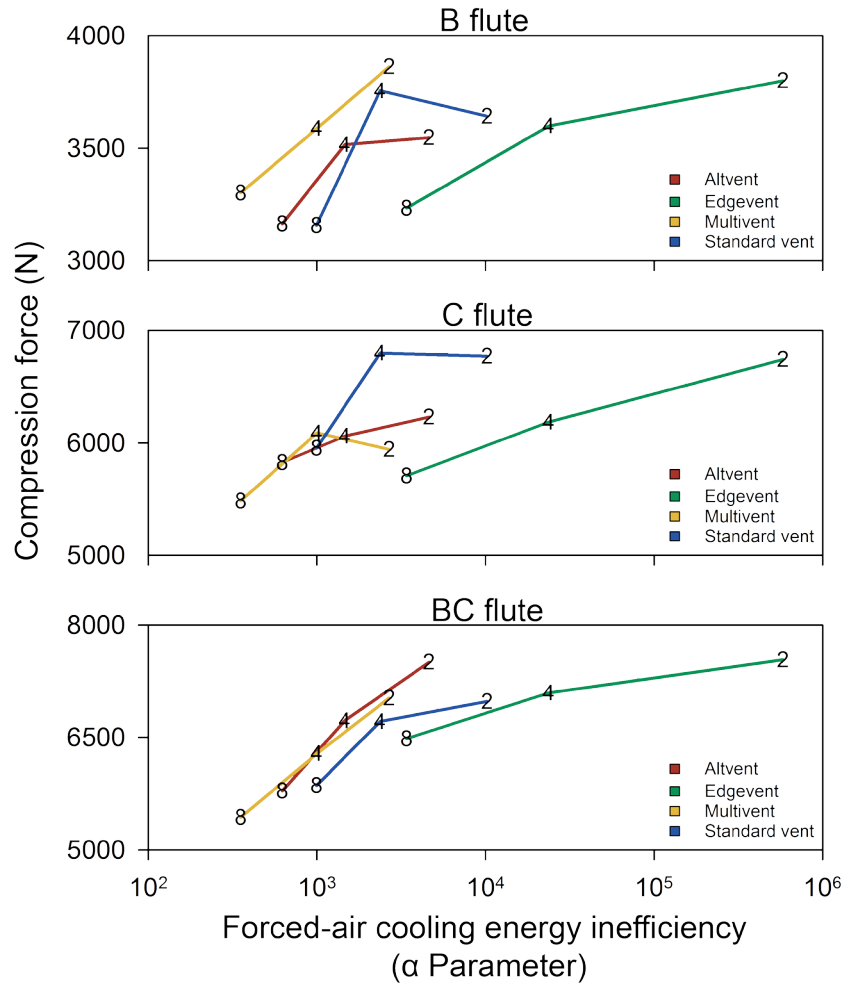 B flute
4000
3500
3000
2
4
8
2
4
8
4
2
8
2
4
8
Altvent
Edgevent
Multivent
Standard vent
Compression force (N)
C flute
7000
6000
5000
4
2
2
4
4
2
8
8
8
2
4
8
Altvent
Edgevent
Multivent
Standard vent
BC flute
8000
6500
5000
2
4
2
4
8
8
4
2
8
2
4
8
Altvent
Edgevent
Multivent
Standard vent
10² 10³ 10⁴ 10⁵ 10⁶
Forced-air cooling energy inefficiency
(α Parameter)